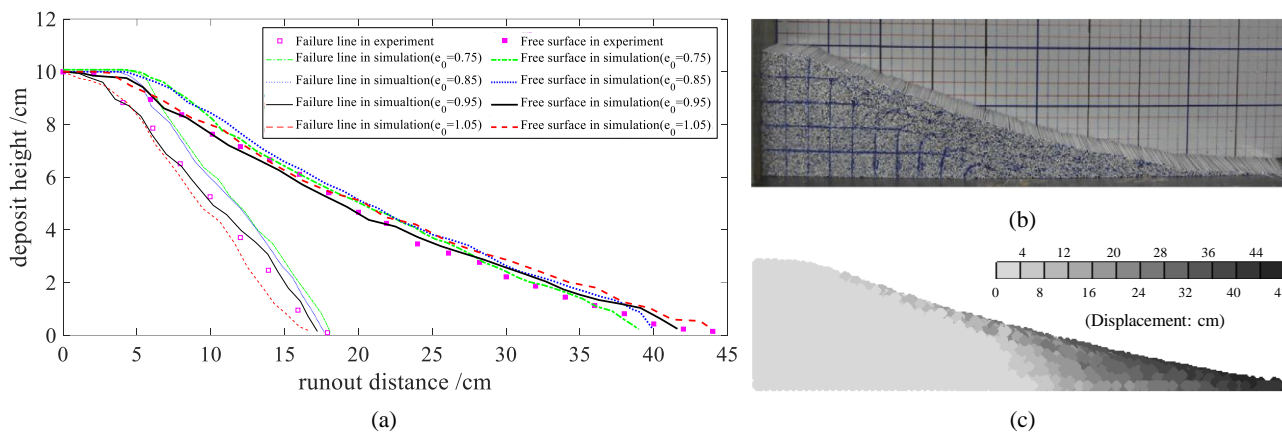 12
10
8
6
4
2
0
deposit height /cm
Failure line in experiment
Failure line in simulation(e0=0.75)
Failure line in simulation(e0=0.85)
Failure line in simualtion(e0=0.95)
Failure line in simulation(e0=1.05)
Free surface in experiment
Free surface in simulation(e0=0.75)
Free surface in simulation(e0=0.85)
Free surface in simulation(e0=0.95)
Free surface in simulation(e0=1.05)
0 5 10 15 20 25 30 35 40 45
runout distance /cm
(a)
(b)
4 12 20 28 36 44
0 8 16 24 32 40
(Displacement: cm)
(c)